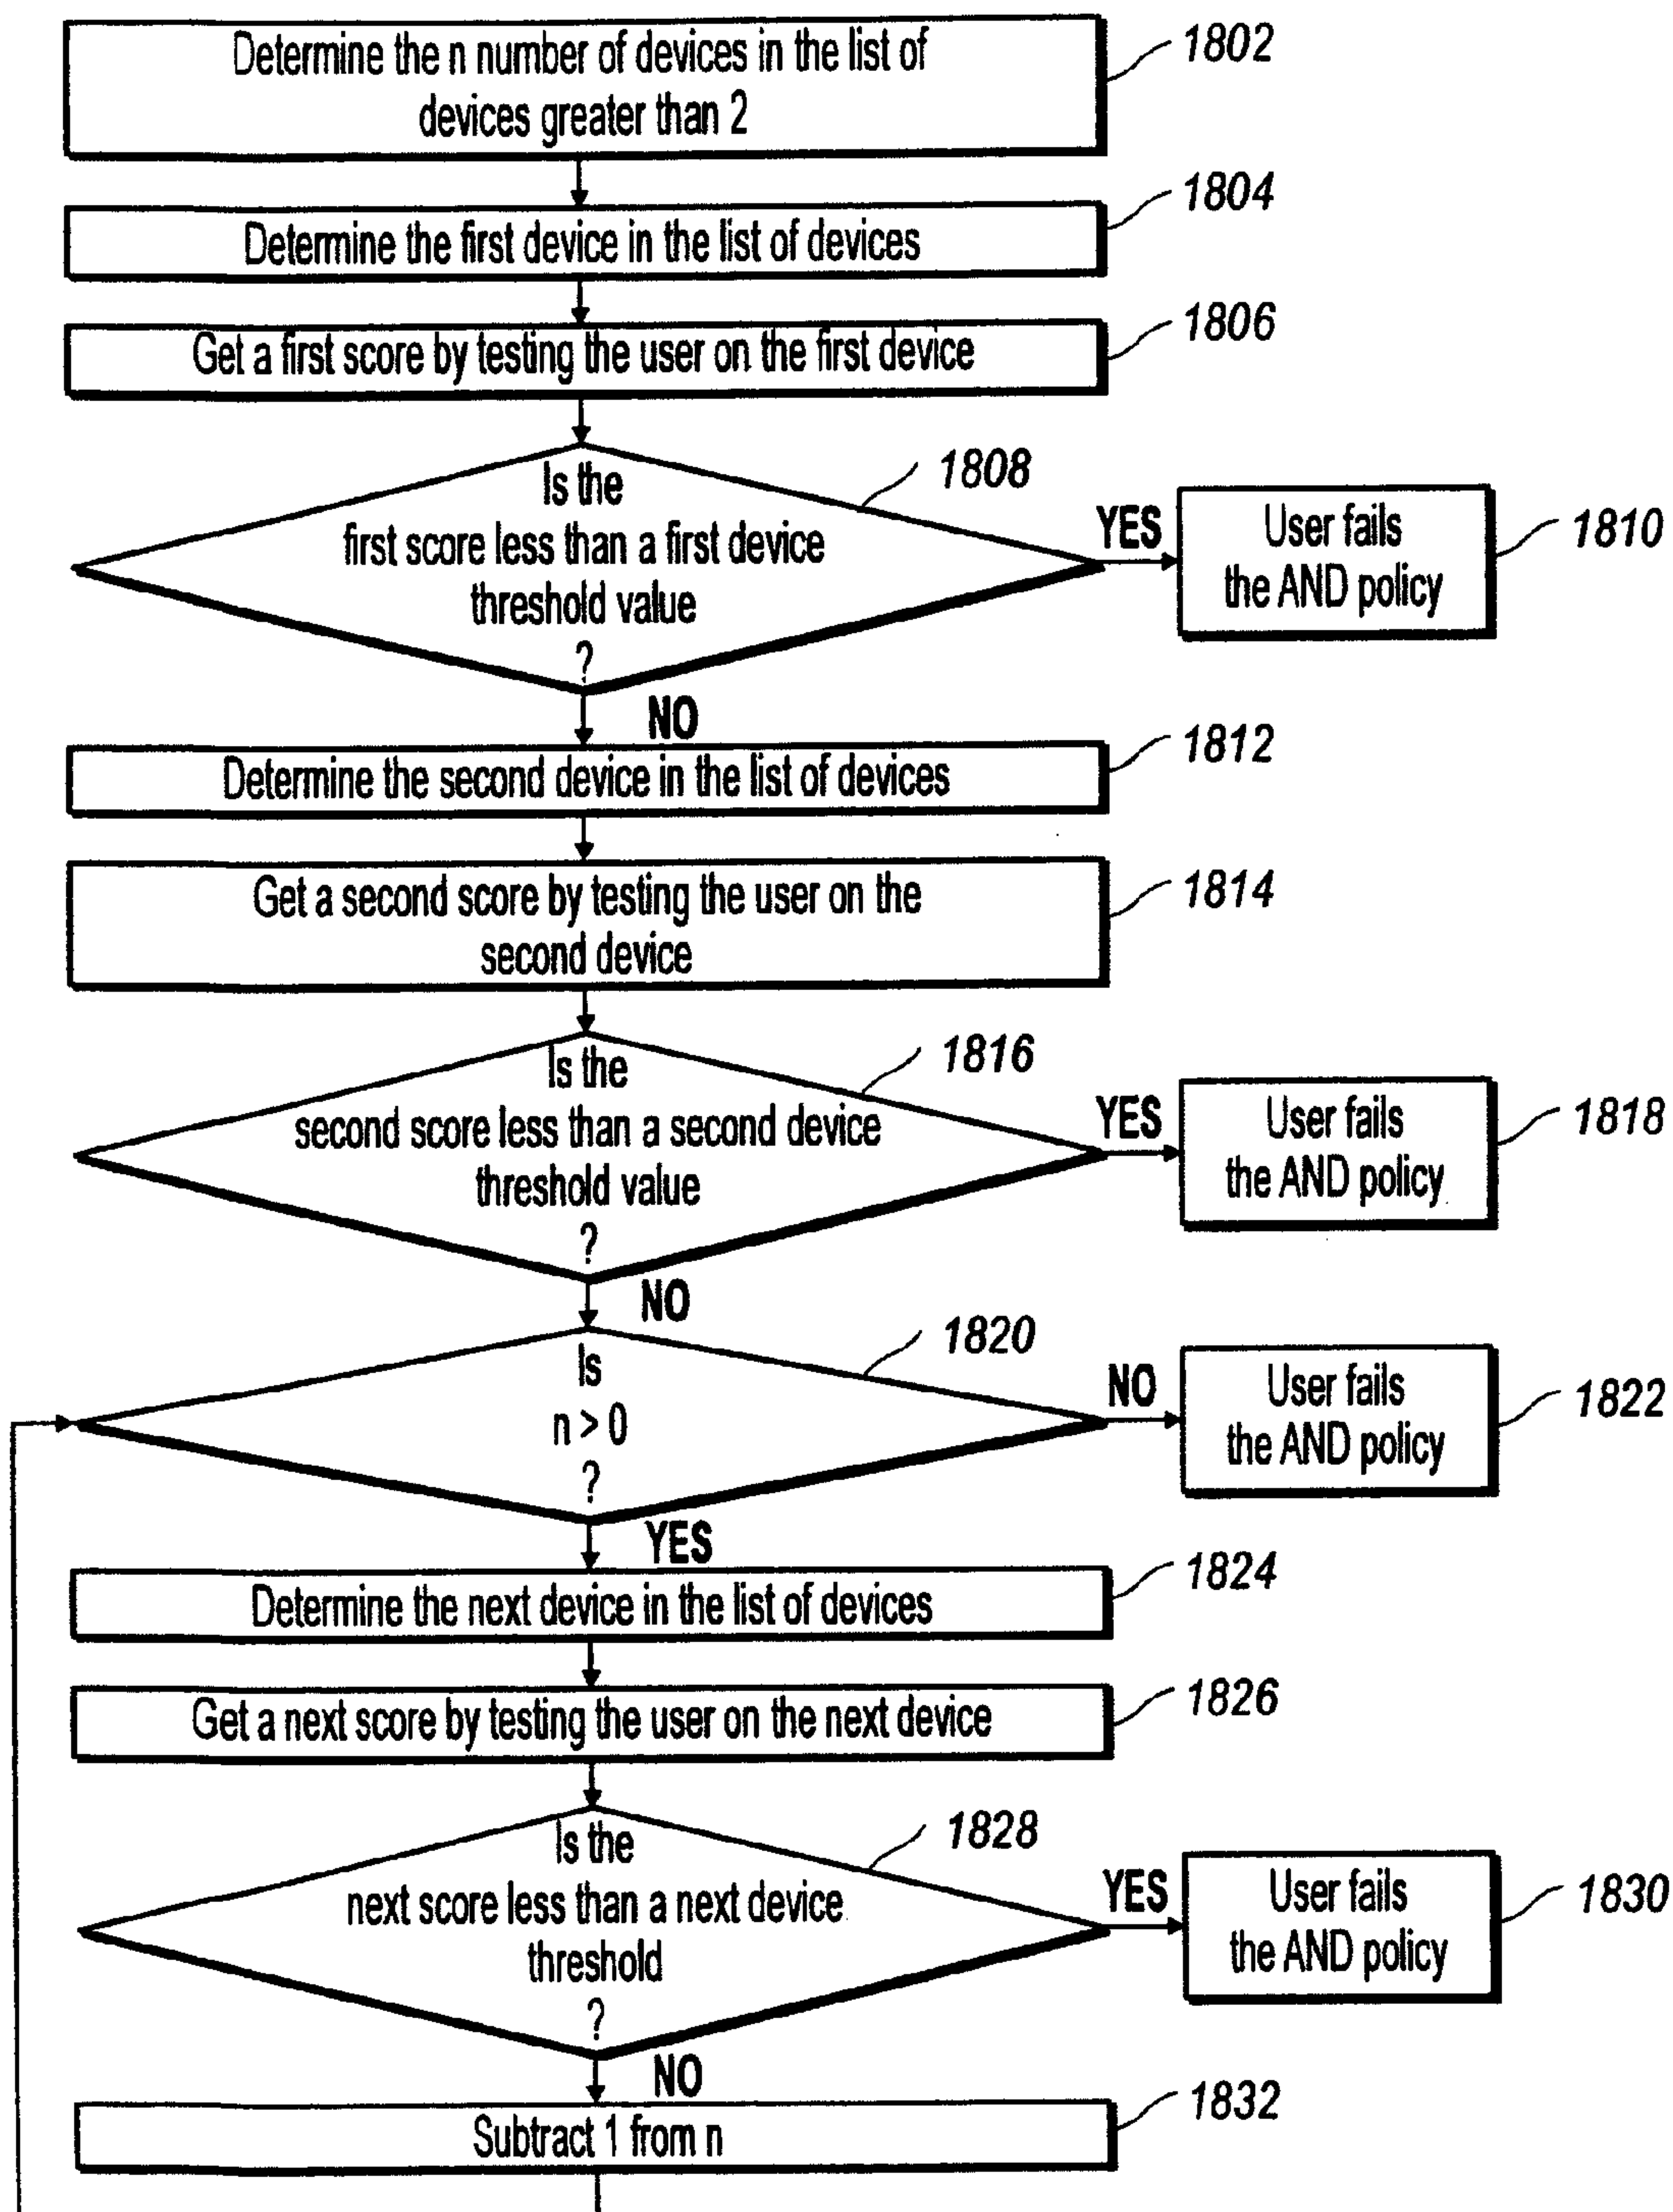 Determine the n number of devices in the list of
devices greater than 2
1802
Determine the first device in the list of devices
1804
Get a first score by testing the user on the first device
1806
Is the
first score less than a first device
threshold value
?
1808
YES
User fails
the AND policy
1810
NO
Determine the second device in the list of devices
1812
Get a second score by testing the user on the
second device
1814
Is the
second score less than a second device
threshold value
?
1816
YES
User fails
the AND policy
1818
NO
Is
n > 0
?
1820
NO
User fails
the AND policy
1822
YES
Determine the next device in the list of devices
1824
Get a next score by testing the user on the next device
1826
Is the
next score less than a next device
threshold
?
1828
YES
User fails
the AND policy
1830
NO
Subtract 1 from n
1832